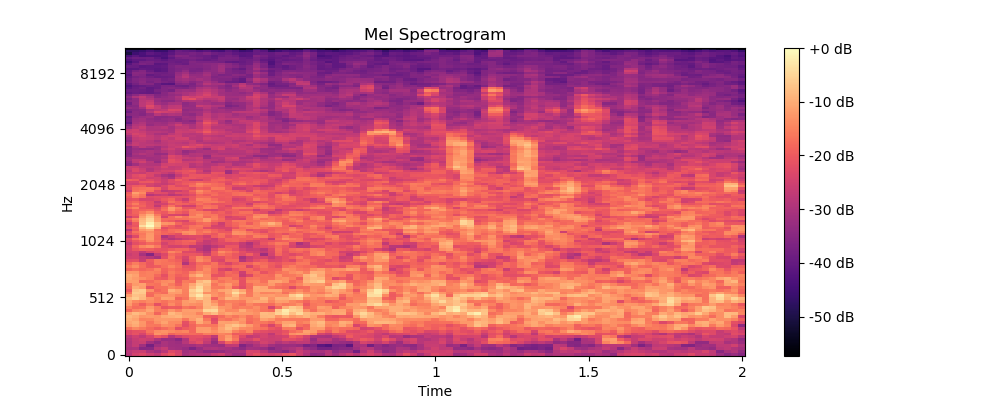 Mel Spectrogram
Hz
8192
4096
2048
1024
512
0
0
0.5
1
1.5
2
Time
+0 dB
-10 dB
-20 dB
-30 dB
-40 dB
-50 dB